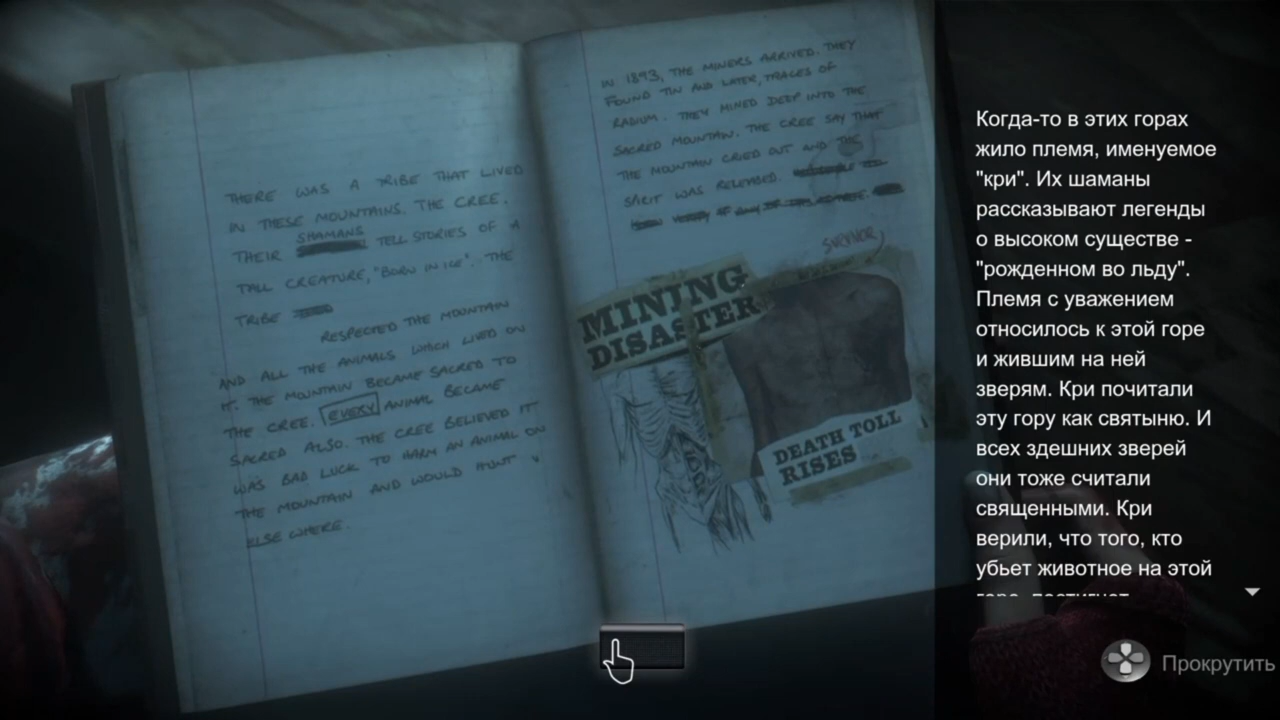 THERE WAS A TRIBE THAT LIVED
IN THESE MOUNTAINS. THE CREE.
SHAMANS
THEIR TELL STORIES OF A
TALL CREATURE, "BORN IN ICE". THE
TRIBE
RESPECTED THE MOUNTAIN
AND ALL THE ANIMALS WHICH LIVED ON
IT. THE MOUNTAIN BECAME SACRED TO
THE CREE. EVERY ANIMAL BECAME
SACRED ALSO. THE CREE BELIEVED IT
WAS BAD LUCK TO HARM AN ANIMAL ON
THE MOUNTAIN AND WOULD HUNT
ELSE WHERE.
IN 1893, THE MINERS ARRIVED. THEY
FOUND TIN AND LATER, TRACES OF
RADIUM. THEY MINED DEEP INTO THE
SACRED MOUNTAIN. THE CREE SAY THAT
THE MOUNTAIN CRIED OUT AND THE
SPIRIT WAS RELEASED.
SURVIVOR
MINING
DISASTER
DEATH TOLL
RISES
Когда-то в этих горах
жило племя, именуемое
"кри". Их шаманы
рассказывают легенды
о высоком существе -
"рожденном во льду".
Племя с уважением
относилось к этой горе
и жившим на ней
зверям. Кри почитали
эту гору как святыню. И
всех здешних зверей
они тоже считали
священными. Кри
верили, что того, кто
убьет животное на этой
горе, постигнет
Прокрутить